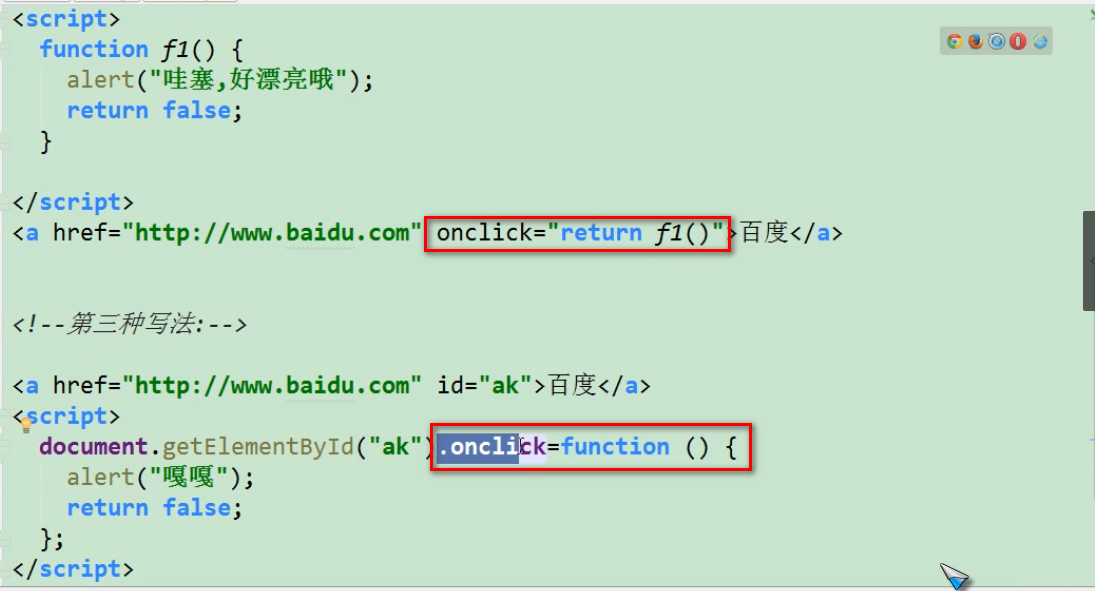 <script>
function f1() {
alert("哇塞,好漂亮哦");
return false;
}
</script>
<a href="http://www.baidu.com" onclick="return f1()">百度</a>
<!--第三种写法:-->
<a href="http://www.baidu.com" id="ak">百度</a>
<script>
document.getElementById("ak").onclick=function () {
alert("嘎嘎");
return false;
};
</script>